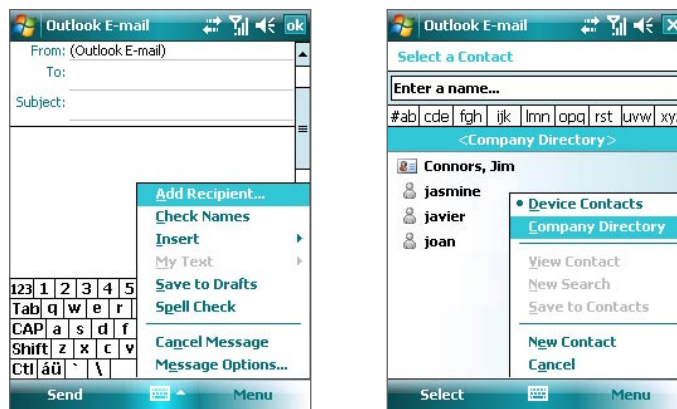 Outlook E-mail
ok
From: (Outlook E-mail)
To:
Subject:
Add Recipient...
Check Names
Insert
My Text
Save to Drafts
Spell Check
Cancel Message
Message Options...
123 1 2 3 4 5
Tab q w e r
CAP a s d f
Shift z x c v
Ctl áü ` \
Send
Menu
Outlook E-mail
Select a Contact
Enter a name...
#ab cde fgh ijk lmn opq rst uvw xyz
<Company Directory>
Connors, Jim
jasmine
javier
joan
Device Contacts
Company Directory
View Contact
New Search
Save to Contacts
New Contact
Cancel
Select
Menu